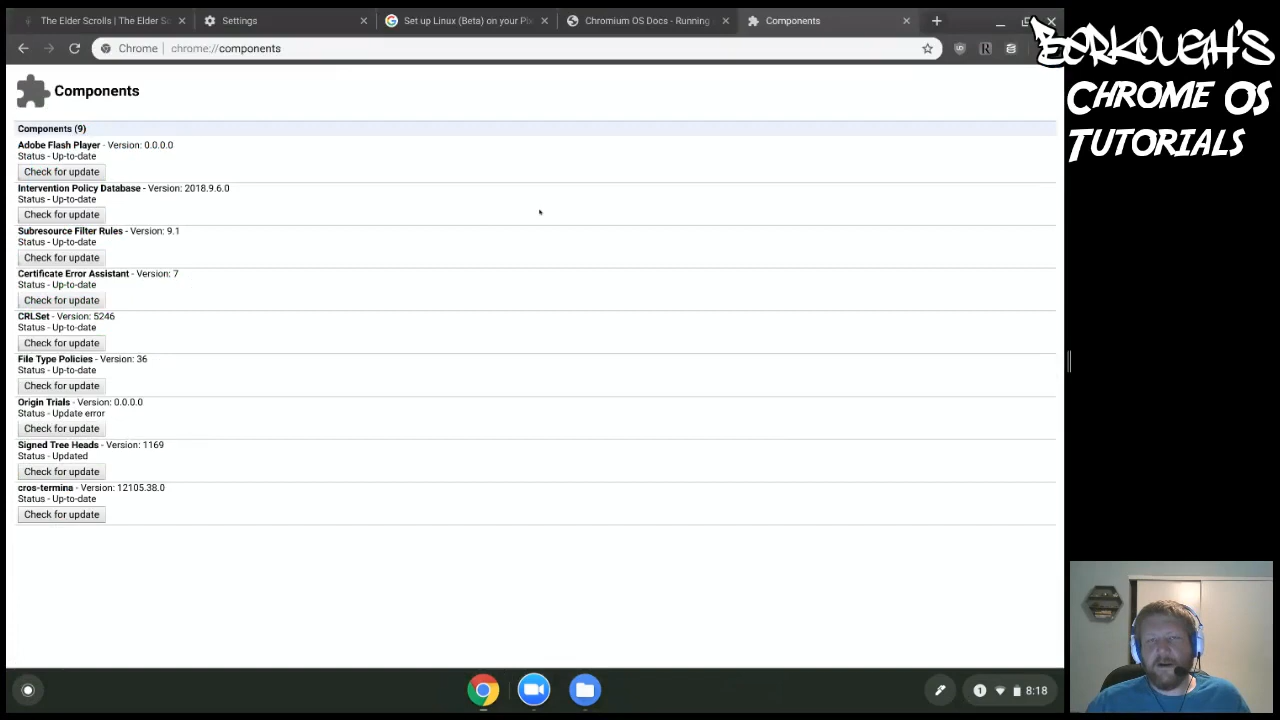 The Elder Scrolls | The Elder Sc
Settings
Set up Linux (Beta) on your Pix
Chromium OS Docs - Running
Components
Chrome | chrome://components
BERKOUGH'S
CHROME OS
TUTORIALS
Components
Components (9)
Adobe Flash Player - Version: 0.0.0.0
Status - Up-to-date
Check for update
Intervention Policy Database - Version: 2018.9.6.0
Status - Up-to-date
Check for update
Subresource Filter Rules - Version: 9.1
Status - Up-to-date
Check for update
Certificate Error Assistant - Version: 7
Status - Up-to-date
Check for update
CRLSet - Version: 5246
Status - Up-to-date
Check for update
File Type Policies - Version: 36
Status - Up-to-date
Check for update
Origin Trials - Version: 0.0.0.0
Status - Update error
Check for update
Signed Tree Heads - Version: 1169
Status - Updated
Check for update
cros-termina - Version: 12105.38.0
Status - Up-to-date
Check for update
1 8:18